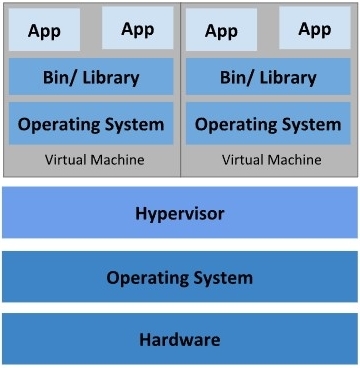 App App App App
Bin/ Library Bin/ Library
Operating System Operating System
Virtual Machine Virtual Machine
Hypervisor
Operating System
Hardware